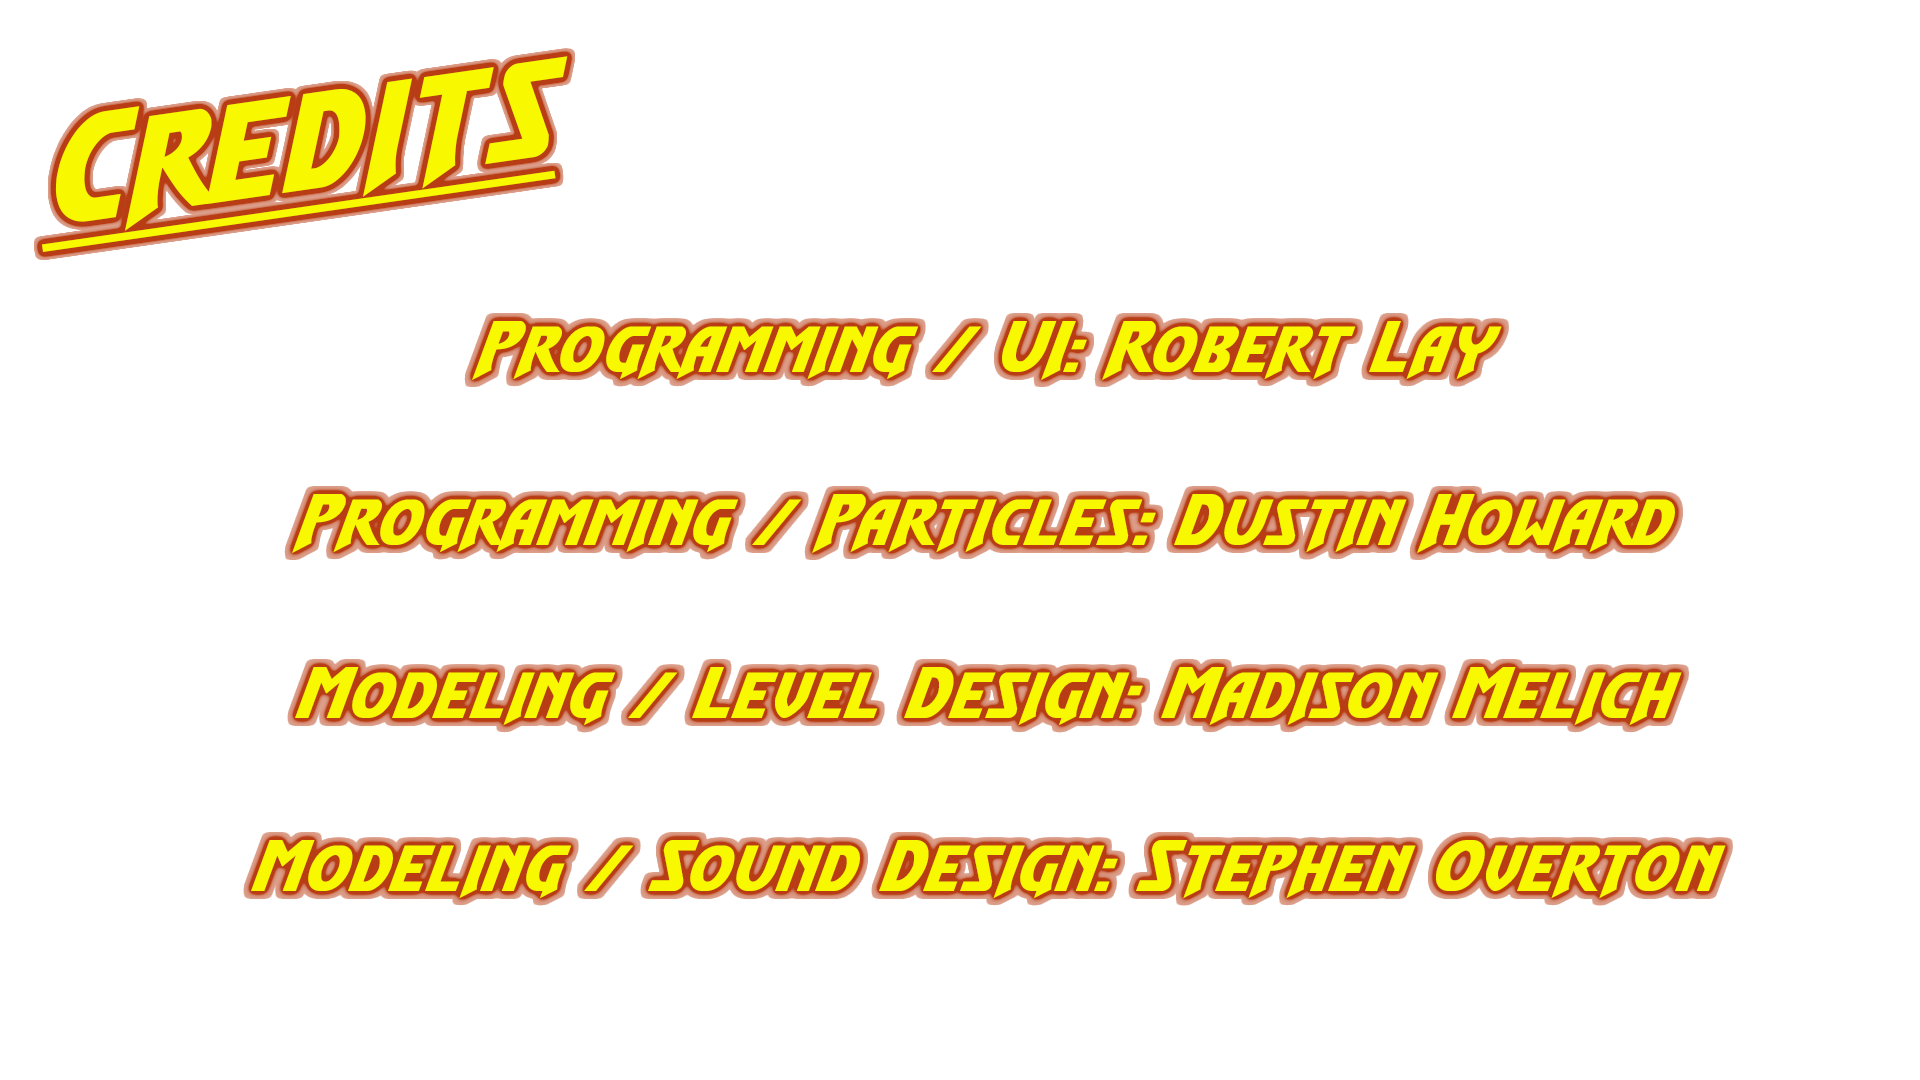 Credits
Programming / UI: Robert Lay
Programming / Particles: Dustin Howard
Modeling / Level Design: Madison Melich
Modeling / Sound Design: Stephen Overton